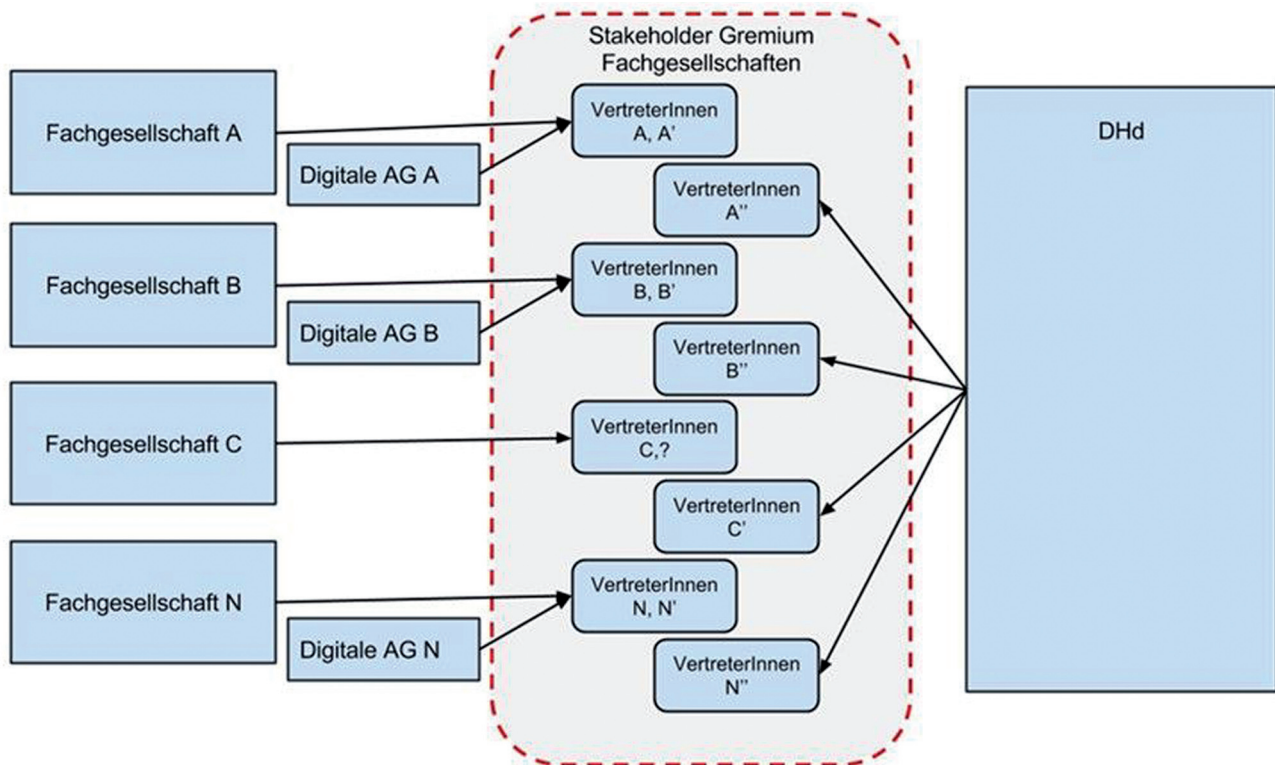 Stakeholder Gremium
Fachgesellschaften
Fachgesellschaft A
Digitale AG A
VertreterInnen
A, A'
VertreterInnen
A''
DHd
Fachgesellschaft B
Digitale AG B
VertreterInnen
B, B'
VertreterInnen
B''
Fachgesellschaft C
VertreterInnen
C,?
VertreterInnen
C'
Fachgesellschaft N
Digitale AG N
VertreterInnen
N, N'
VertreterInnen
N''